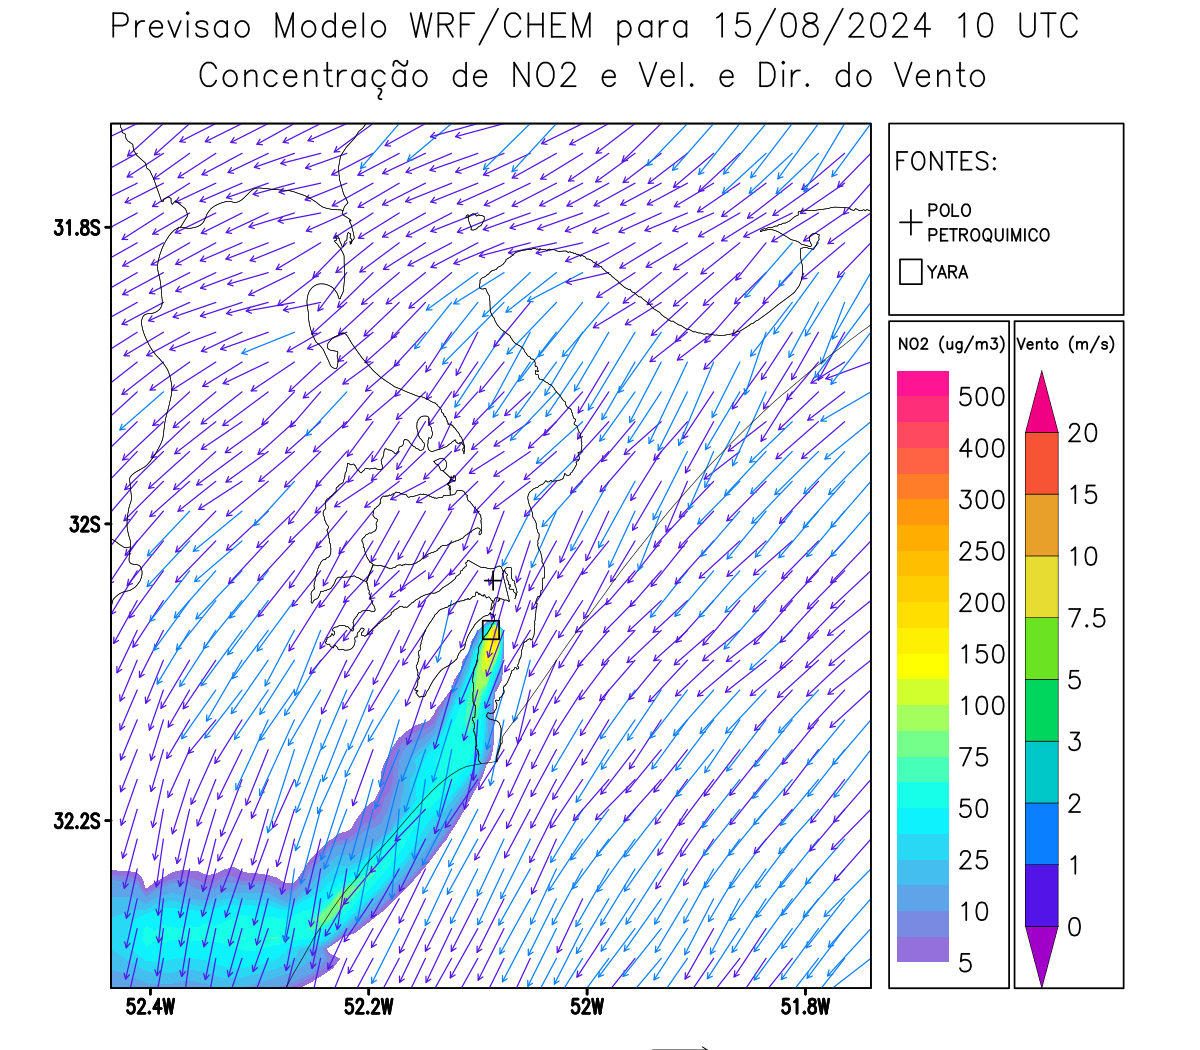 Previsao Modelo WRF/CHEM para 15/08/2024 10 UTC
Concentração de NO2 e Vel. e Dir. do Vento
FONTES:
POLO
PETROQUIMICO
YARA
NO2 (ug/m3)
500
400
300
250
200
150
100
75
50
25
10
5
Vento (m/s)
20
15
10
7.5
5
3
2
1
0
31.8S
32S
32.2S
52.4W
52.2W
52W
51.8W